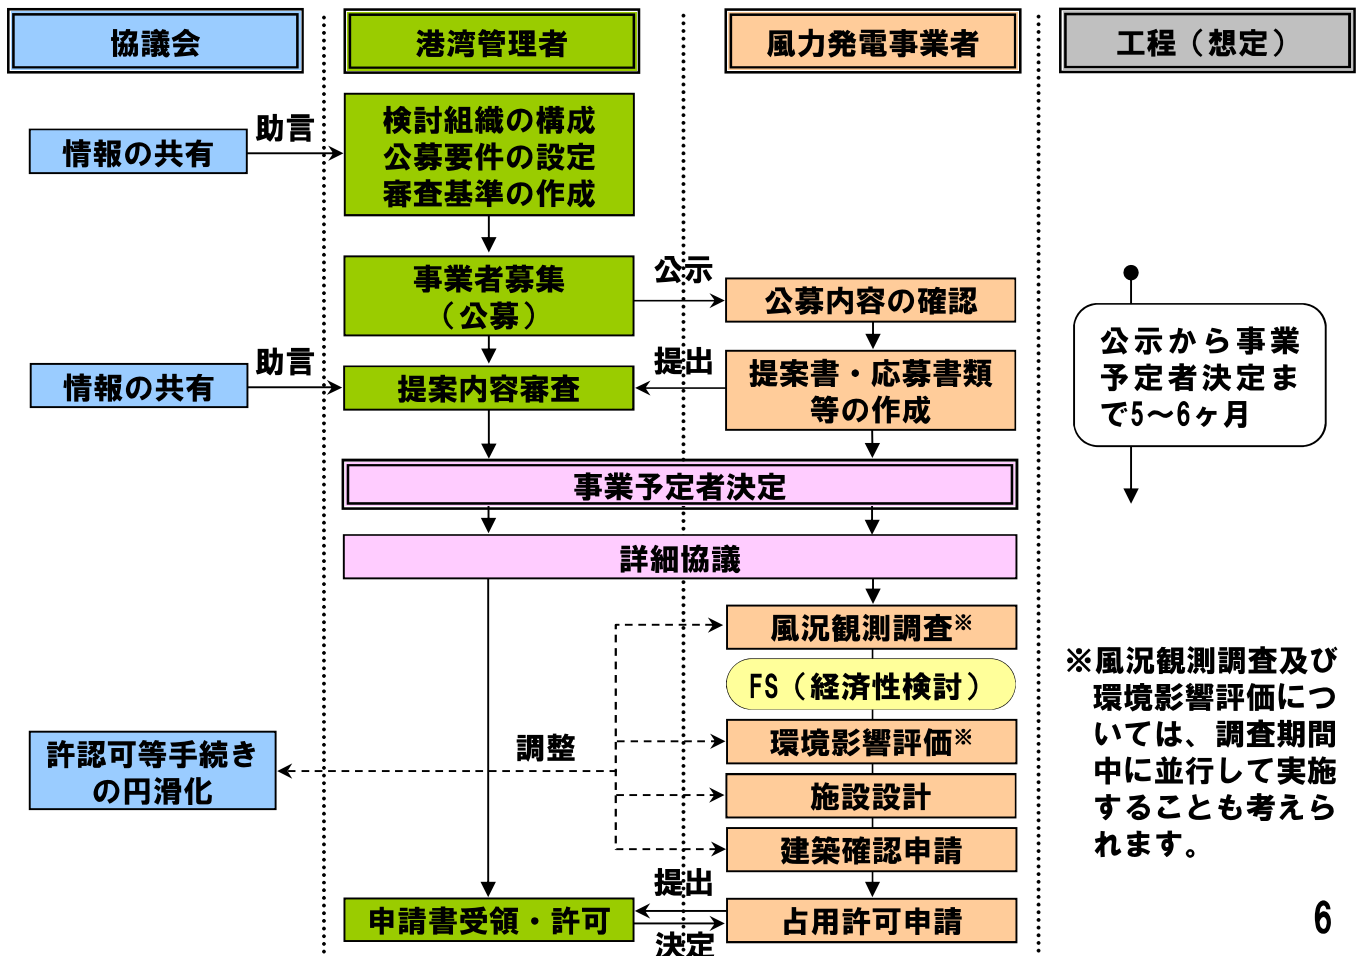 協議会
港湾管理者
風力発電事業者
工程（想定）
情報の共有
助言
検討組織の構成
公募要件の設定
審査基準の作成
事業者募集
（公募）
公示
公募内容の確認
情報の共有
助言
提案内容審査
提出
提案書・応募書類
等の作成
公示から事業
予定者決定ま
で5～6ヶ月
事業予定者決定
詳細協議
風況観測調査※
FS（経済性検討）
環境影響評価※
施設設計
建築確認申請
調整
許認可等手続き
の円滑化
※風況観測調査及び
環境影響評価につ
いては、調査期間
中に並行して実施
することも考えら
れます。
提出
申請書受領・許可
占用許可申請
決定
6